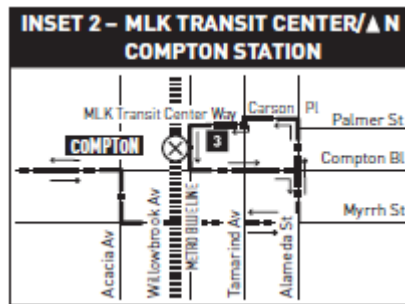 INSET 2 – MLK TRANSIT CENTER/▲ N
COMPTON STATION
MLK Transit Center Way
Carson Pl
Palmer St
3
COMPTON
Compton Bl
Myrrh St
Acacia Av
Willowbrook Av
METRO BLUE LINE
Tamarind Av
Alameda St